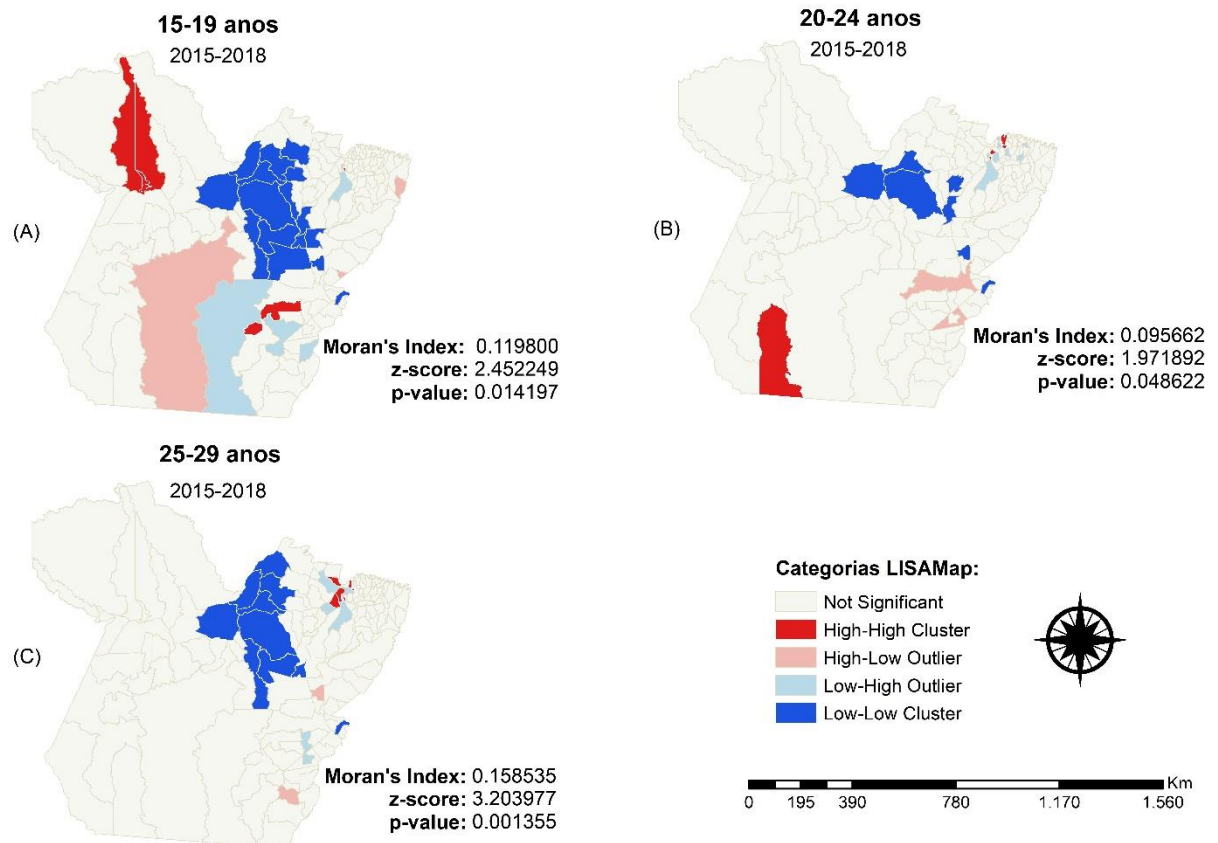 15-19 anos
2015-2018
(A)
Moran's Index: 0.119800
z-score: 2.452249
p-value: 0.014197
20-24 anos
2015-2018
(B)
Moran's Index: 0.095662
z-score: 1.971892
p-value: 0.048622
25-29 anos
2015-2018
(C)
Moran's Index: 0.158535
z-score: 3.203977
p-value: 0.001355
Categorias LISAMap:
Not Significant
High-High Cluster
High-Low Outlier
Low-High Outlier
Low-Low Cluster
Km
0 195 390 780 1.170 1.560